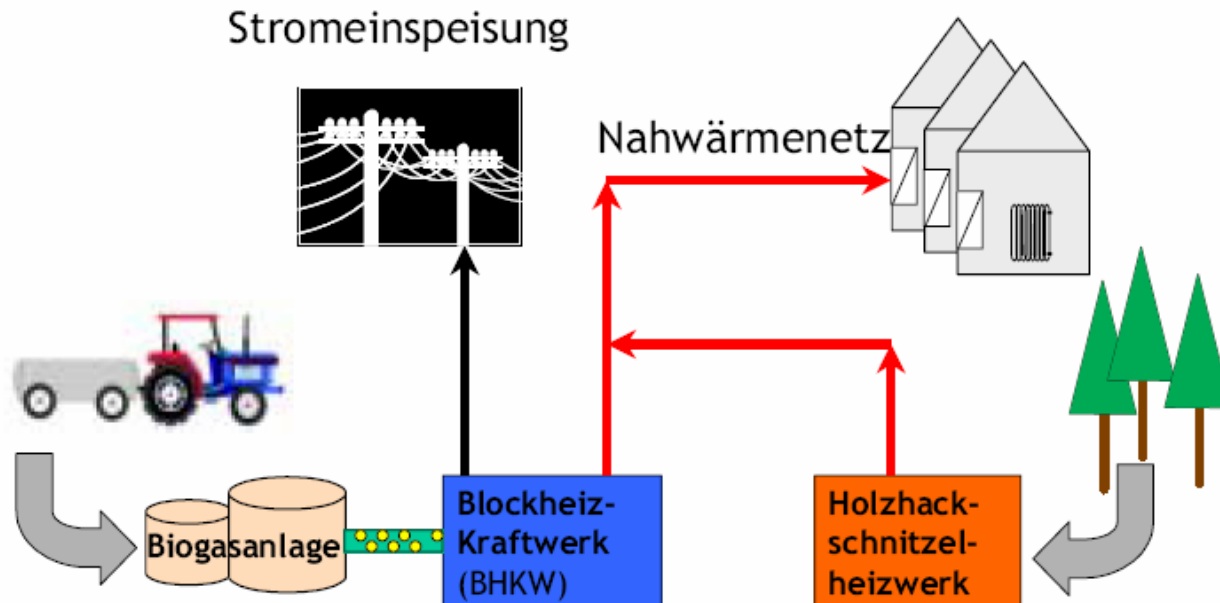 Stromeinspeisung
Nahwärmenetz
Biogasanlage
Blockheiz-
Kraftwerk
(BHKW)
Holzhack-
schnitzel-
heizwerk